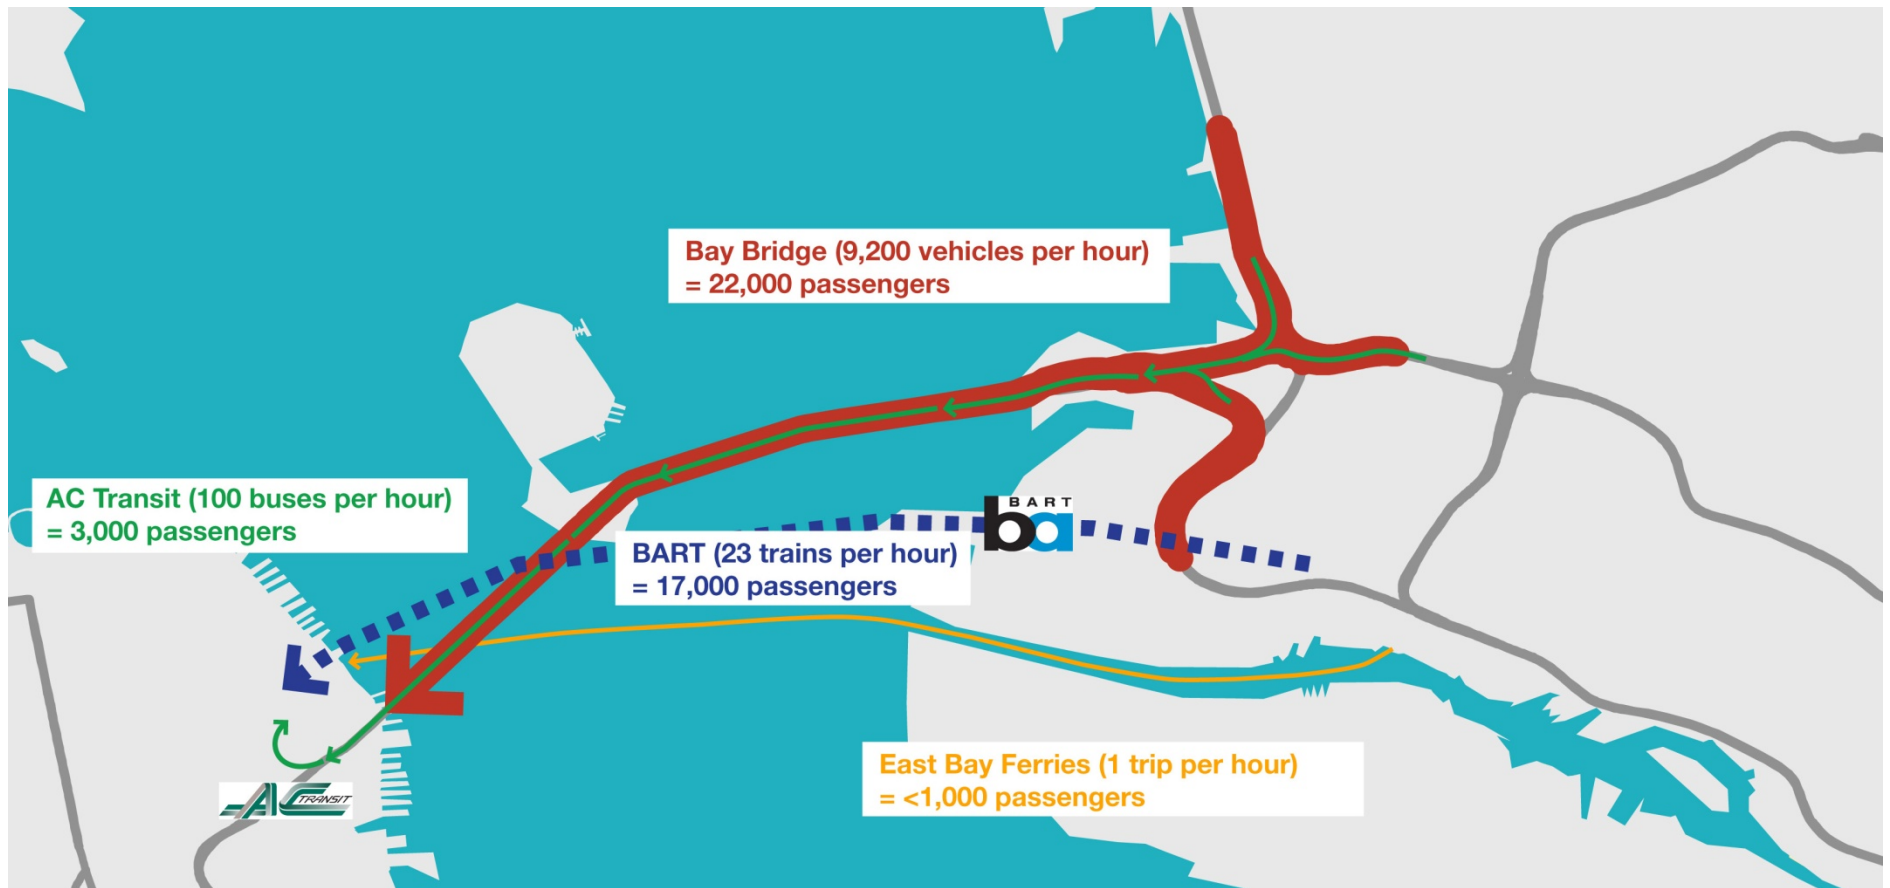 Bay Bridge (9,200 vehicles per hour)
= 22,000 passengers
AC Transit (100 buses per hour)
= 3,000 passengers
BART
ba
BART (23 trains per hour)
= 17,000 passengers
East Bay Ferries (1 trip per hour)
= <1,000 passengers
AC TRANSIT